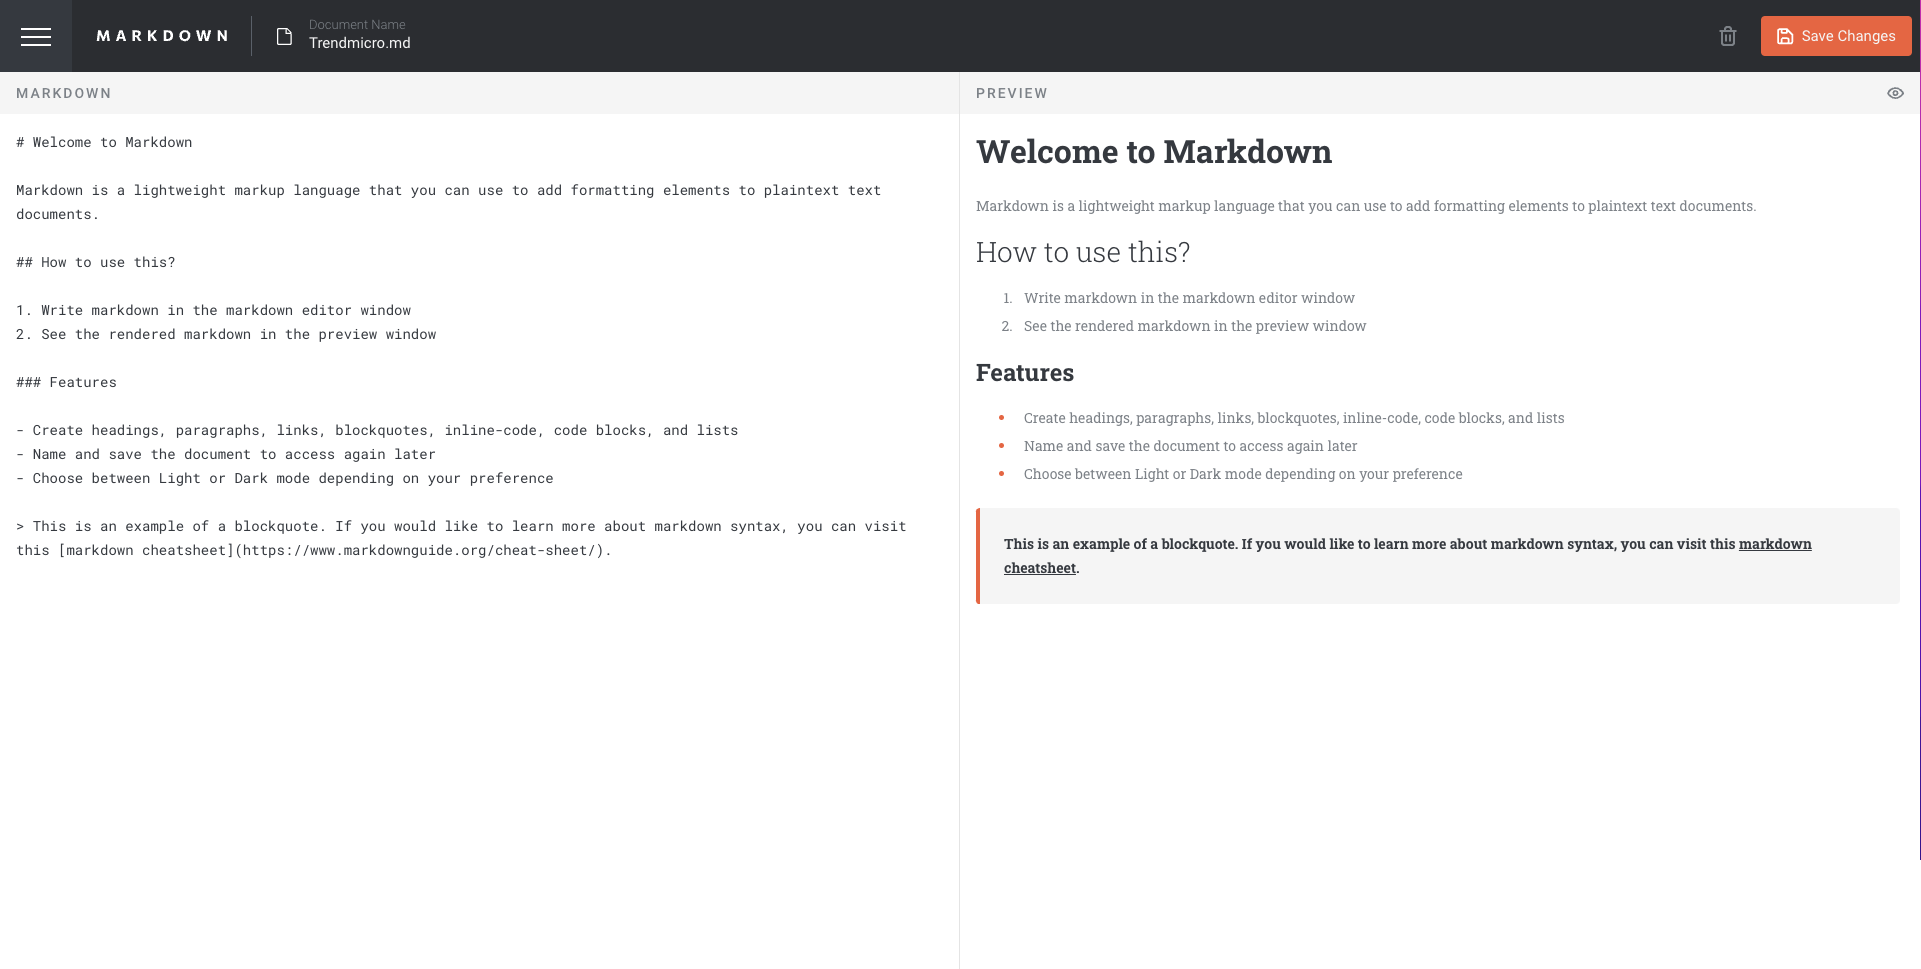 MARKDOWN
Document Name
Trendmicro.md
Save Changes
MARKDOWN
# Welcome to Markdown
Markdown is a lightweight markup language that you can use to add formatting elements to plaintext text
documents.
## How to use this?
1. Write markdown in the markdown editor window
2. See the rendered markdown in the preview window
### Features
- Create headings, paragraphs, links, blockquotes, inline-code, code blocks, and lists
- Name and save the document to access again later
- Choose between Light or Dark mode depending on your preference
> This is an example of a blockquote. If you would like to learn more about markdown syntax, you can visit
this [markdown cheatsheet](https://www.markdownguide.org/cheat-sheet/).
PREVIEW
Welcome to Markdown
Markdown is a lightweight markup language that you can use to add formatting elements to plaintext text documents.
How to use this?
1. Write markdown in the markdown editor window
2. See the rendered markdown in the preview window
Features
• Create headings, paragraphs, links, blockquotes, inline-code, code blocks, and lists
• Name and save the document to access again later
• Choose between Light or Dark mode depending on your preference
This is an example of a blockquote. If you would like to learn more about markdown syntax, you can visit this markdown
cheatsheet.